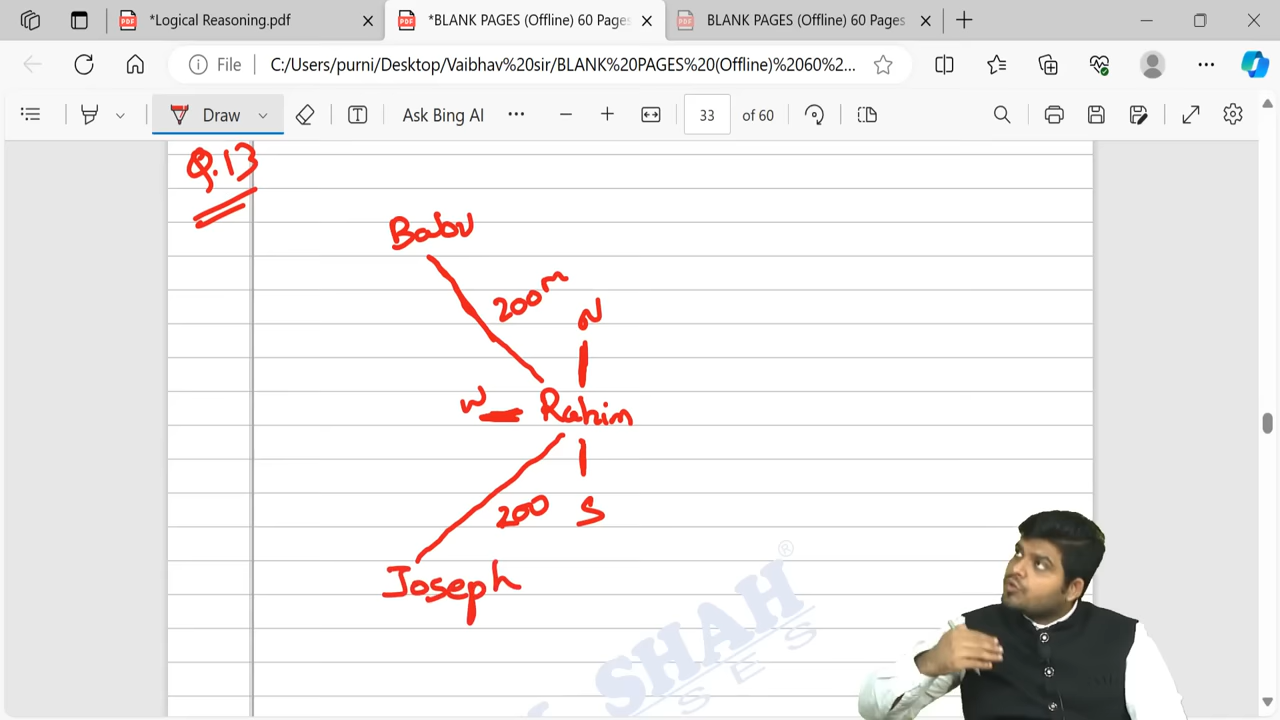 *Logical Reasoning.pdf
*BLANK PAGES (Offline) 60 Pages
BLANK PAGES (Offline) 60 Pages
File
C:/Users/purni/Desktop/Vaibhav%20sir/BLANK%20PAGES%20(Offline)%2060%2...
Draw
Ask Bing AI
33 of 60
Q.13
Babu
200m
N
W
Rahim
200
S
Joseph
SHAH ®
SES